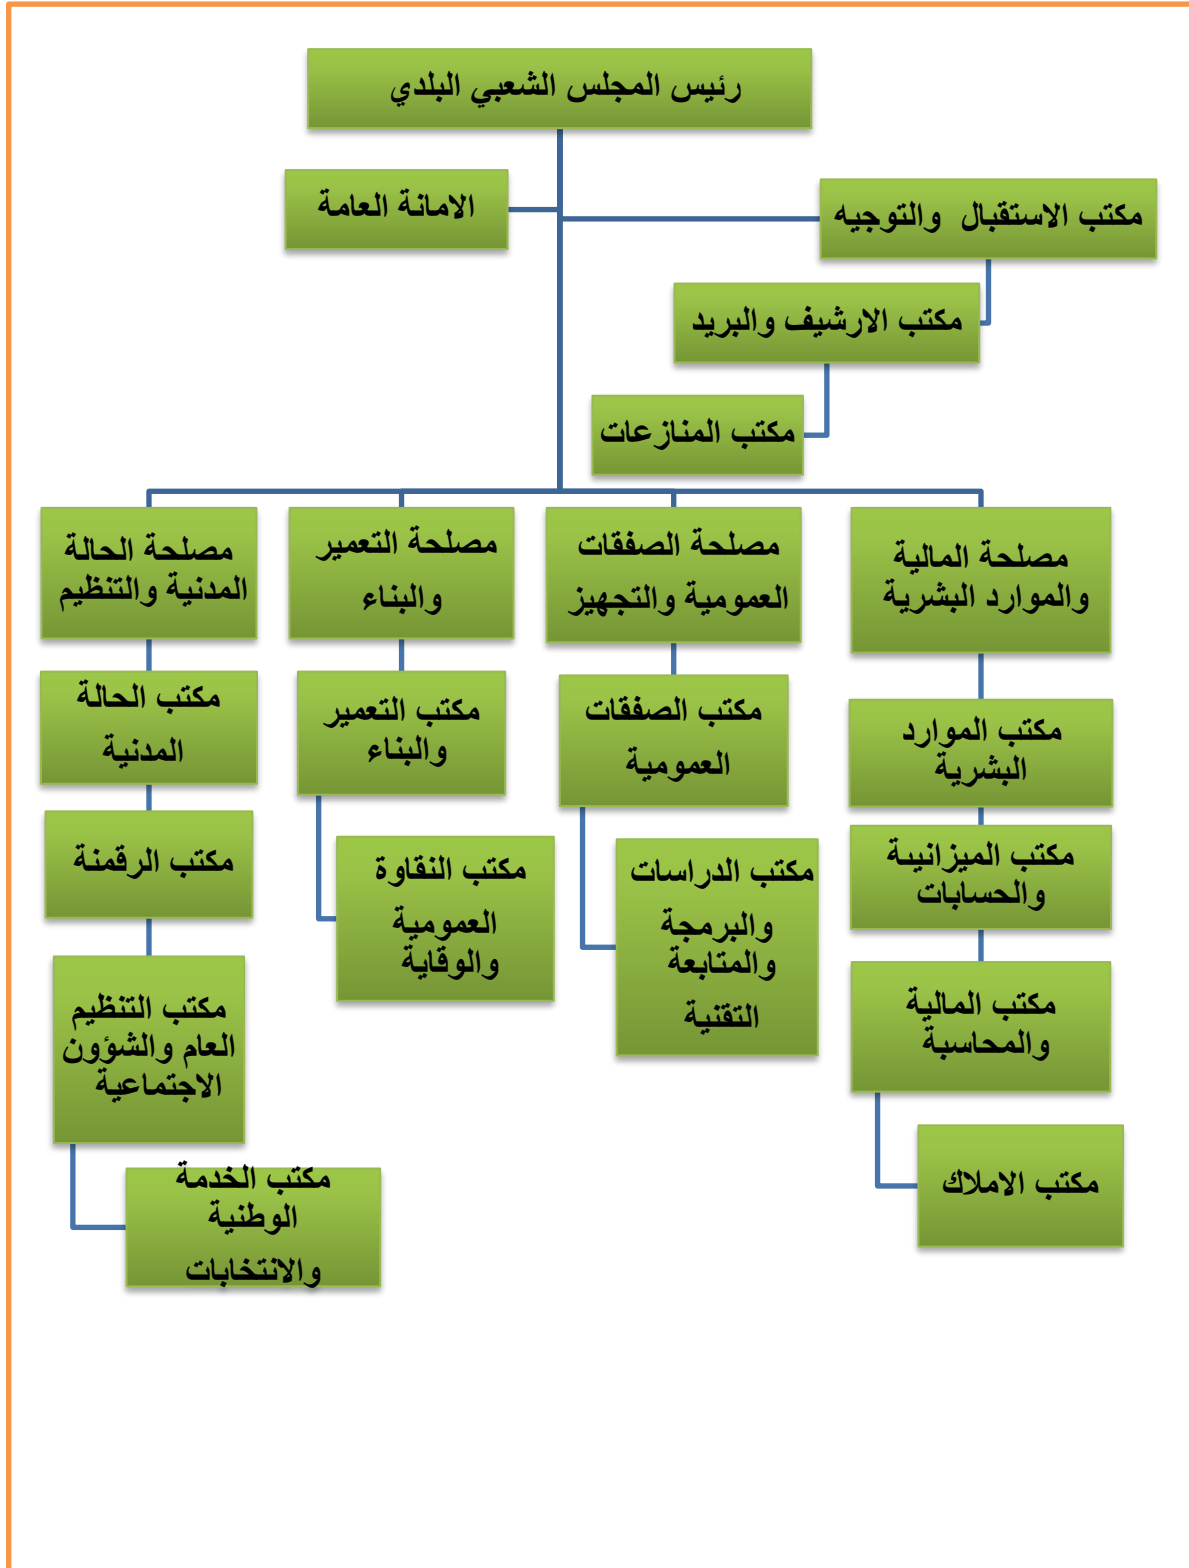 رئيس المجلس الشعبي البلدي
الامانة العامة
مكتب الاستقبال والتوجيه
مكتب الارشيف والبريد
مكتب المنازعات
مصلحة المالية
والموارد البشرية
مصلحة الصفقات
العمومية والتجهيز
مصلحة التعمير
والبناء
مصلحة الحالة
المدنية والتنظيم
مكتب الموارد
البشرية
مكتب الميزانية
والحسابات
مكتب المالية
والمحاسبة
مكتب الاملاك
مكتب الصفقات
العمومية
مكتب الدراسات
والبرمجة
والمتابعة
التقنية
مكتب التعمير
والبناء
مكتب النقاوة
العمومية
والوقاية
مكتب الحالة
المدنية
مكتب الرقمنة
مكتب التنظيم
العام والشؤون
الاجتماعية
مكتب الخدمة
الوطنية
والانتخابات